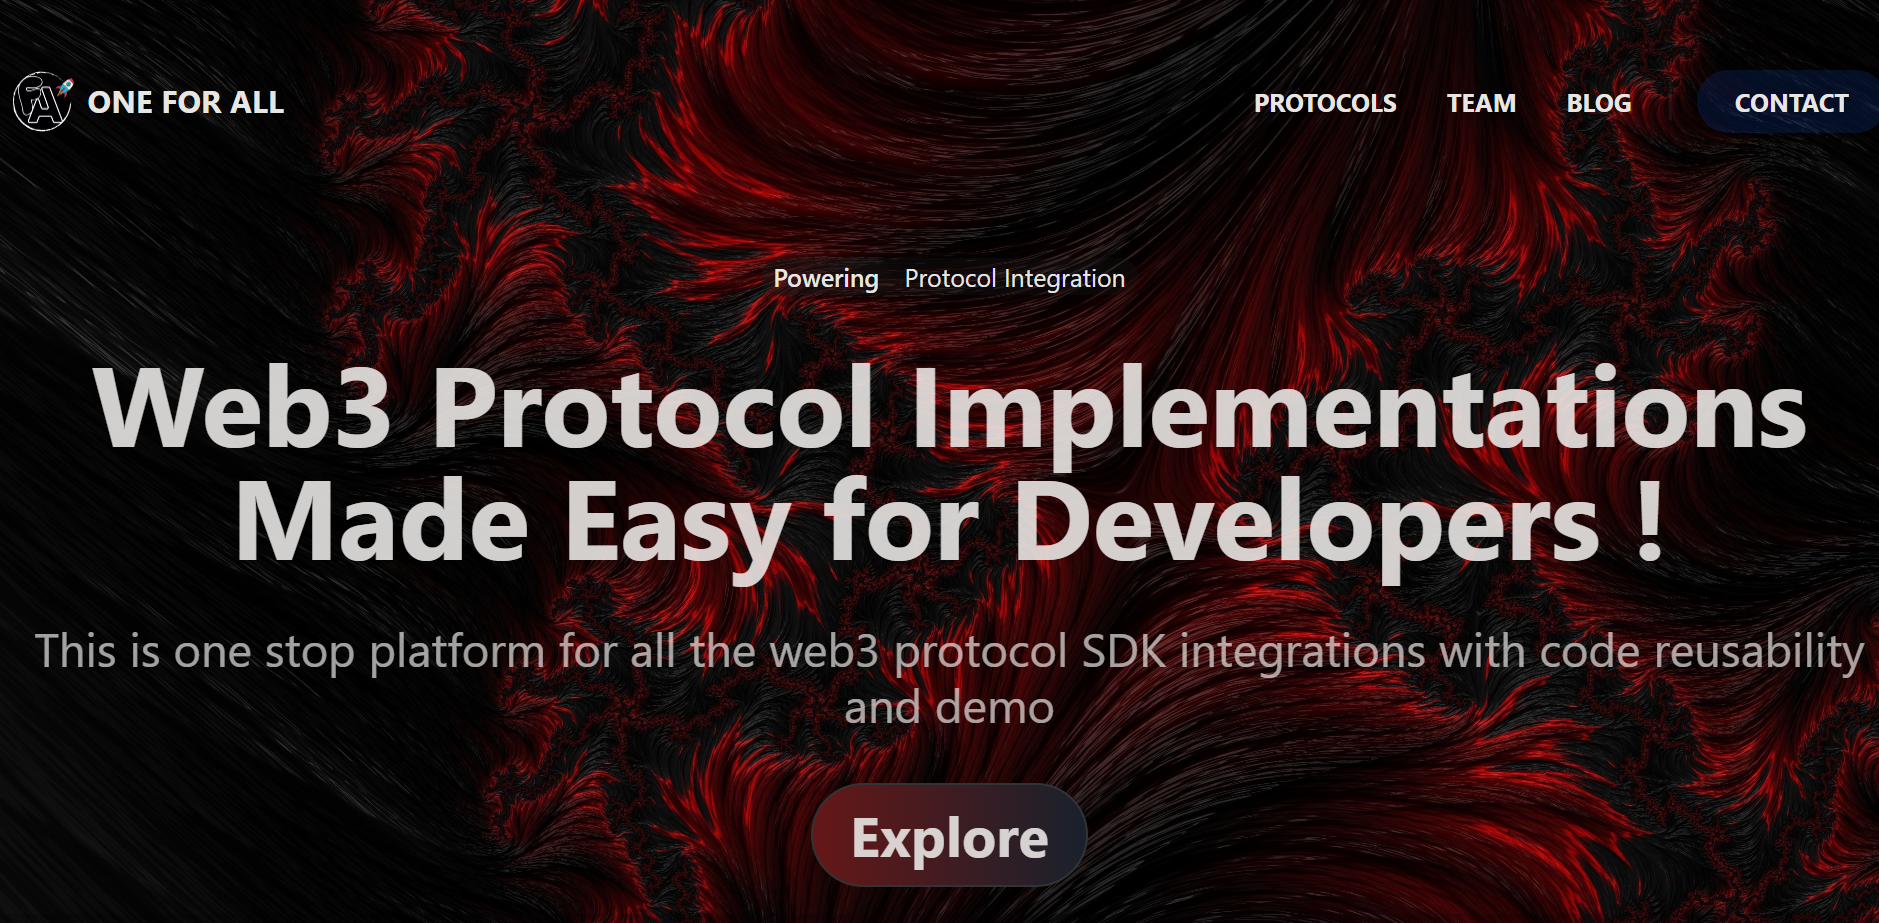 ONE FOR ALL
PROTOCOLS TEAM BLOG CONTACT
Powering Protocol Integration
Web3 Protocol Implementations
Made Easy for Developers !
This is one stop platform for all the web3 protocol SDK integrations with code reusability
and demo
Explore